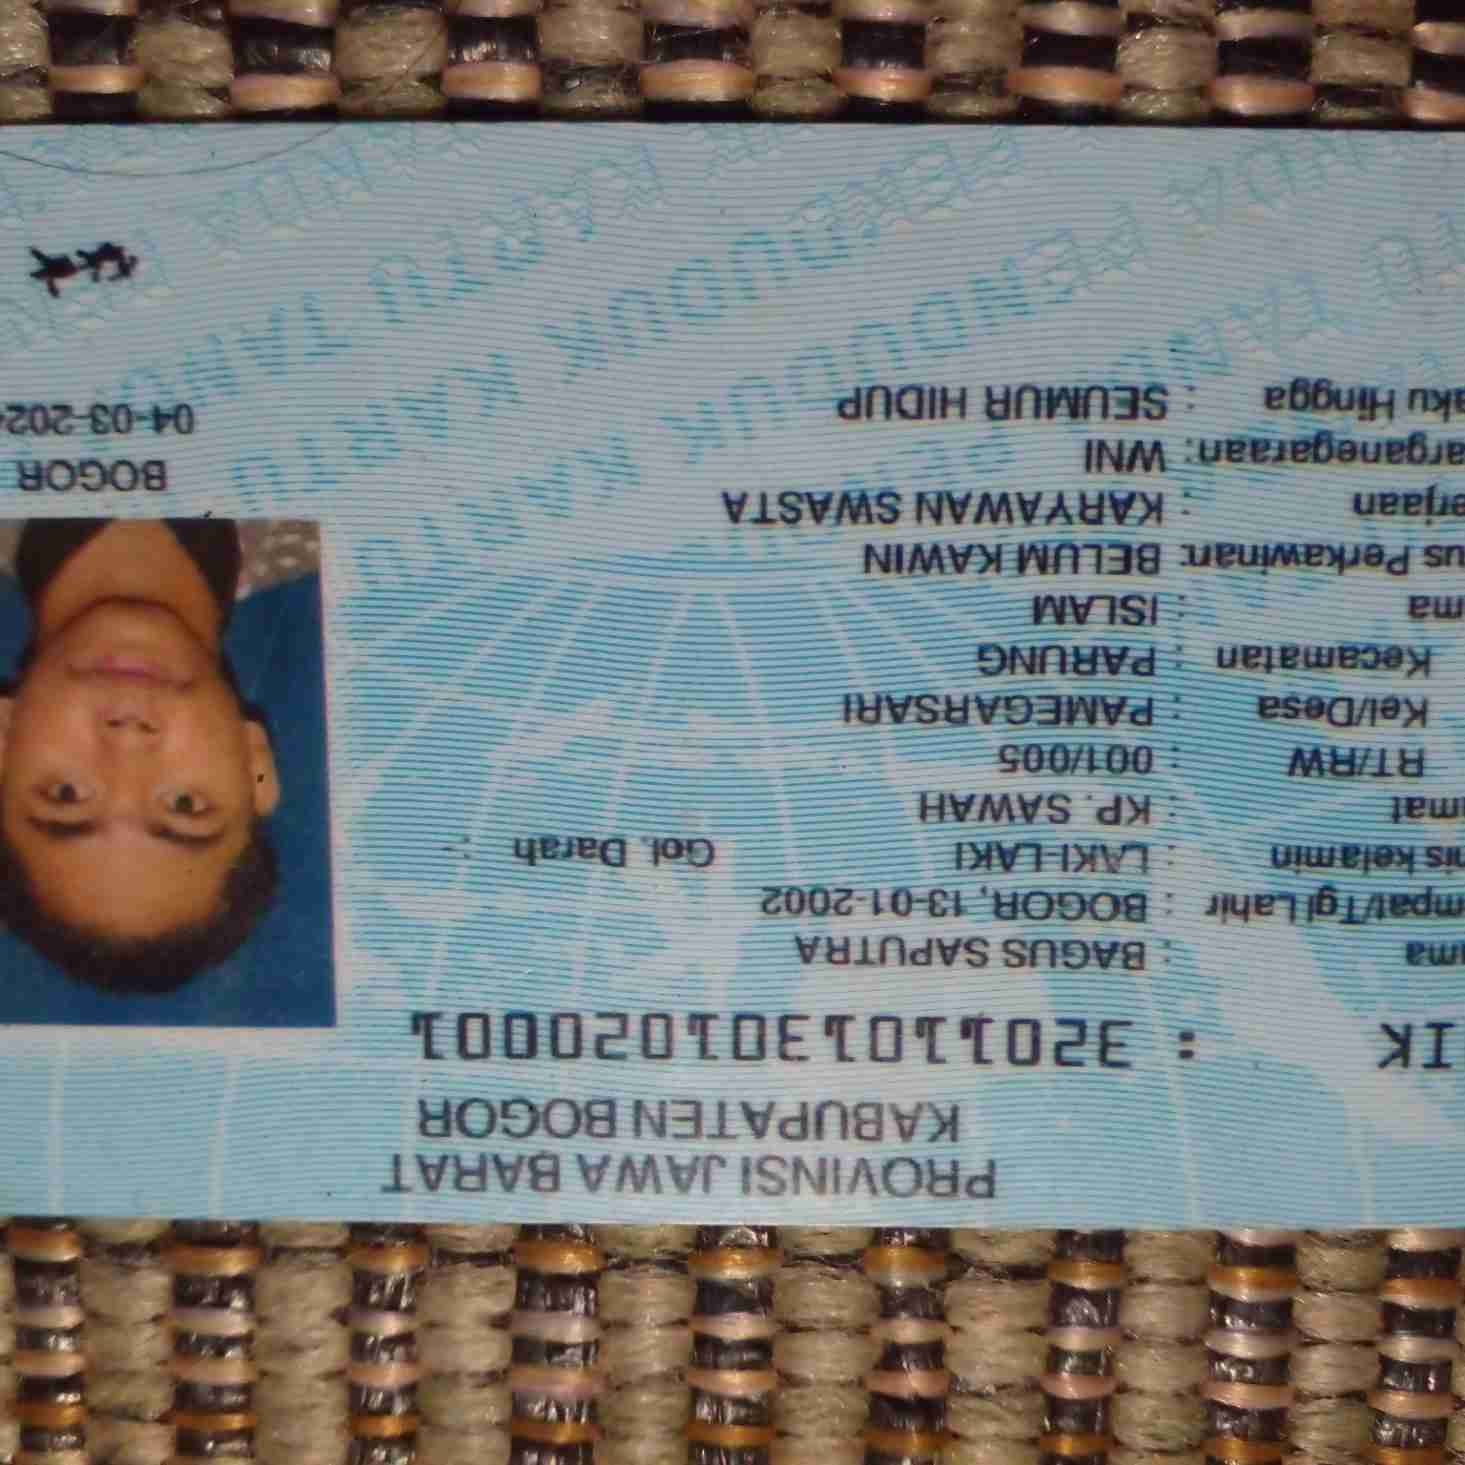 PROVINSI JAWA BARAT
KABUPATEN BOGOR
IK : 3201101301020001
ma : BAGUS SAPUTRA
mpat/Tgl Lahir : BOGOR, 13-01-2002
nis kelamin : LAKI-LAKI Gol. Darah : -
mat : KP. SAWAH
RT/RW : 001/005
Kel/Desa : PAMEGARSARI
Kecamatan : PARUNG
ma : ISLAM
us Perkawinan: BELUM KAWIN
erjaan : KARYAWAN SWASTA
arganegaraan: WNI
aku Hingga : SEUMUR HIDUP
BOGOR
04-03-202